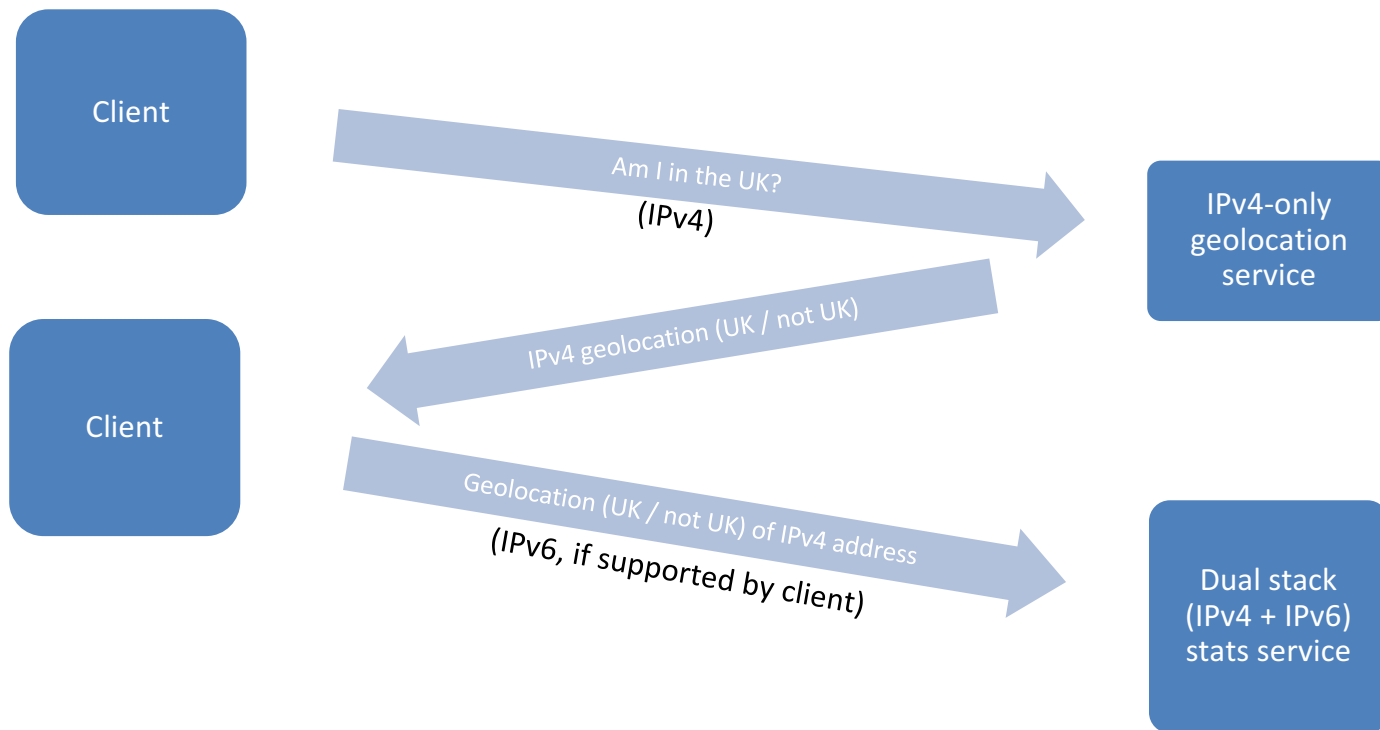 Client
Am I in the UK?
(IPv4)
IPv4-only
geolocation
service
IPv4 geolocation (UK / not UK)
Client
Geolocation (UK / not UK) of IPv4 address
(IPv6, if supported by client)
Dual stack
(IPv4 + IPv6)
stats service